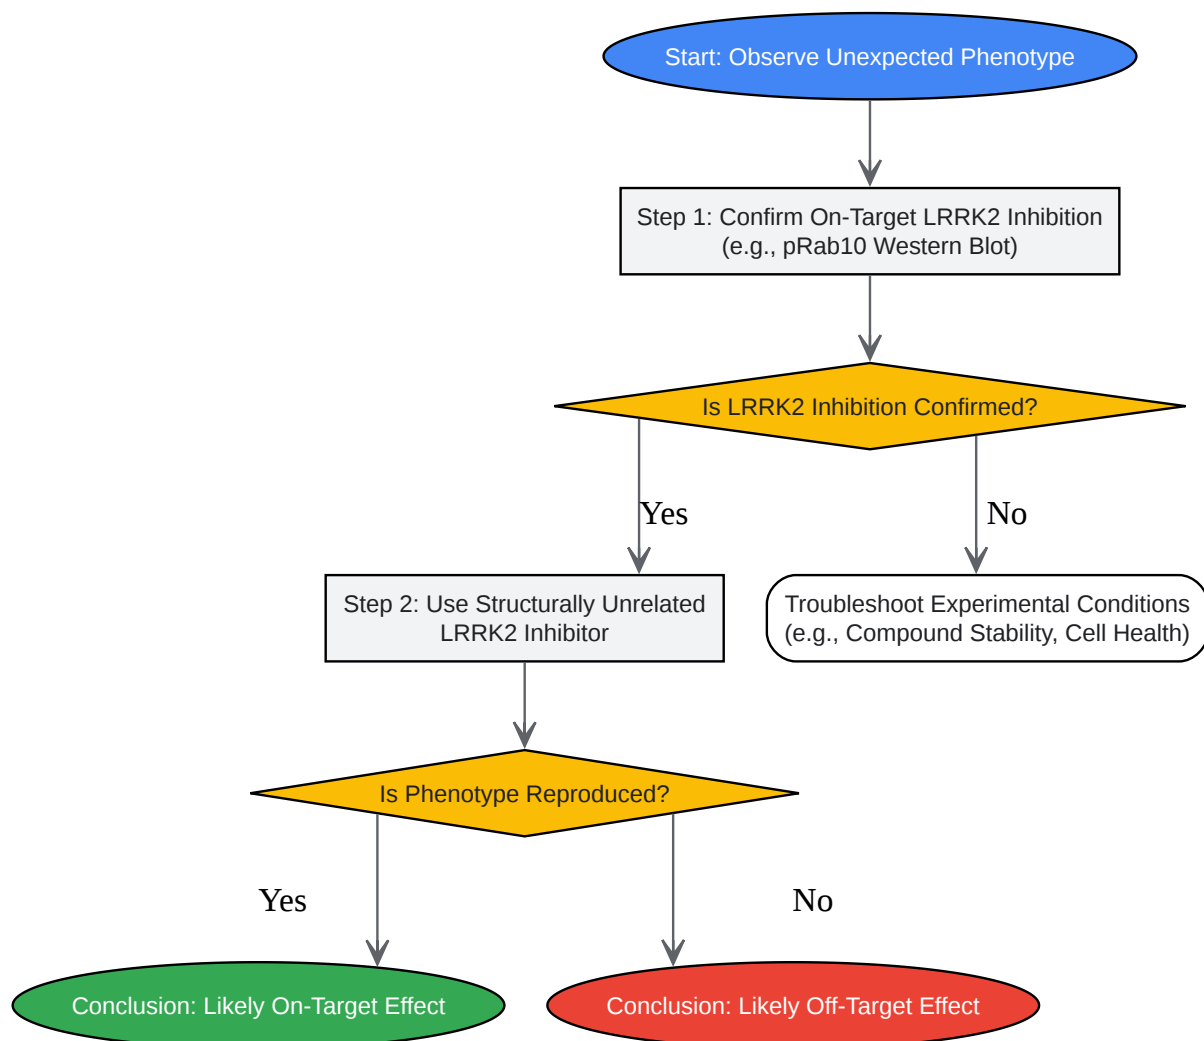 Start: Observe Unexpected Phenotype
Step 1: Confirm On-Target LRRK2 Inhibition
(e.g., pRab10 Western Blot)
Is LRRK2 Inhibition Confirmed?
Yes
No
Step 2: Use Structurally Unrelated
LRRK2 Inhibitor
Troubleshoot Experimental Conditions
(e.g., Compound Stability, Cell Health)
Is Phenotype Reproduced?
Yes
No
Conclusion: Likely On-Target Effect
Conclusion: Likely Off-Target Effect